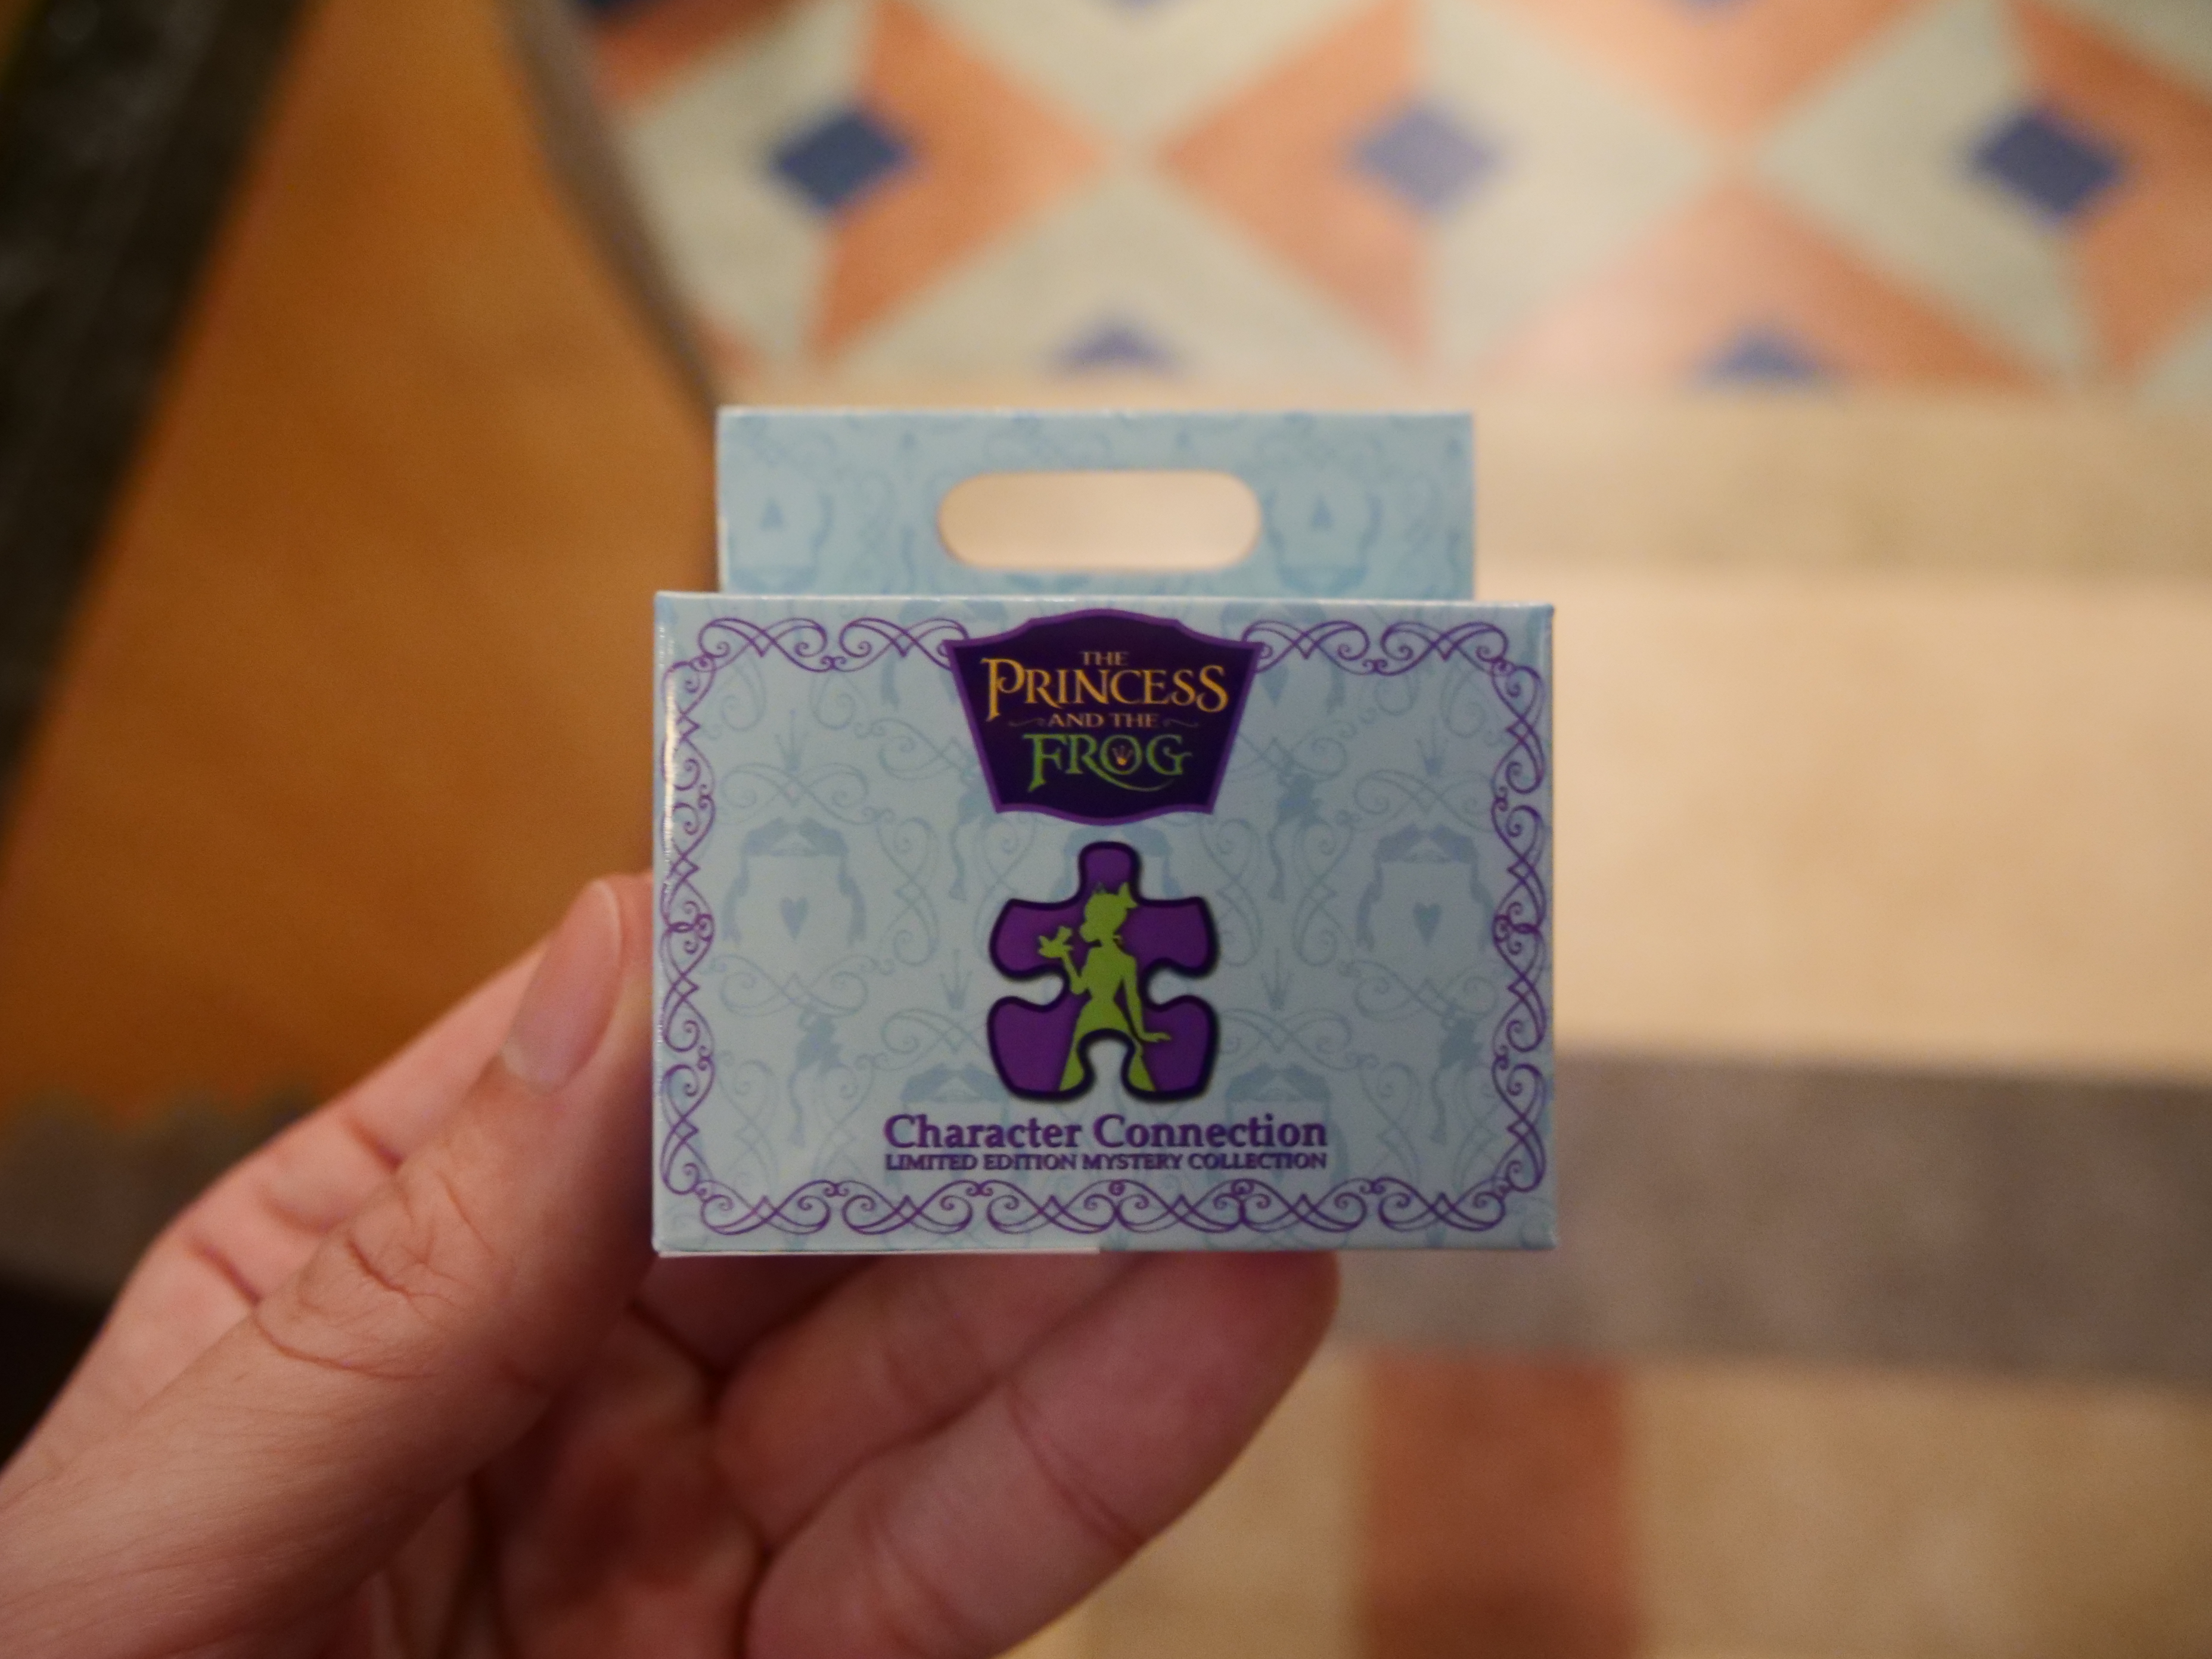 THE
PRINCESS
AND THE
FROG
Character Connection
LIMITED EDITION MYSTERY COLLECTION